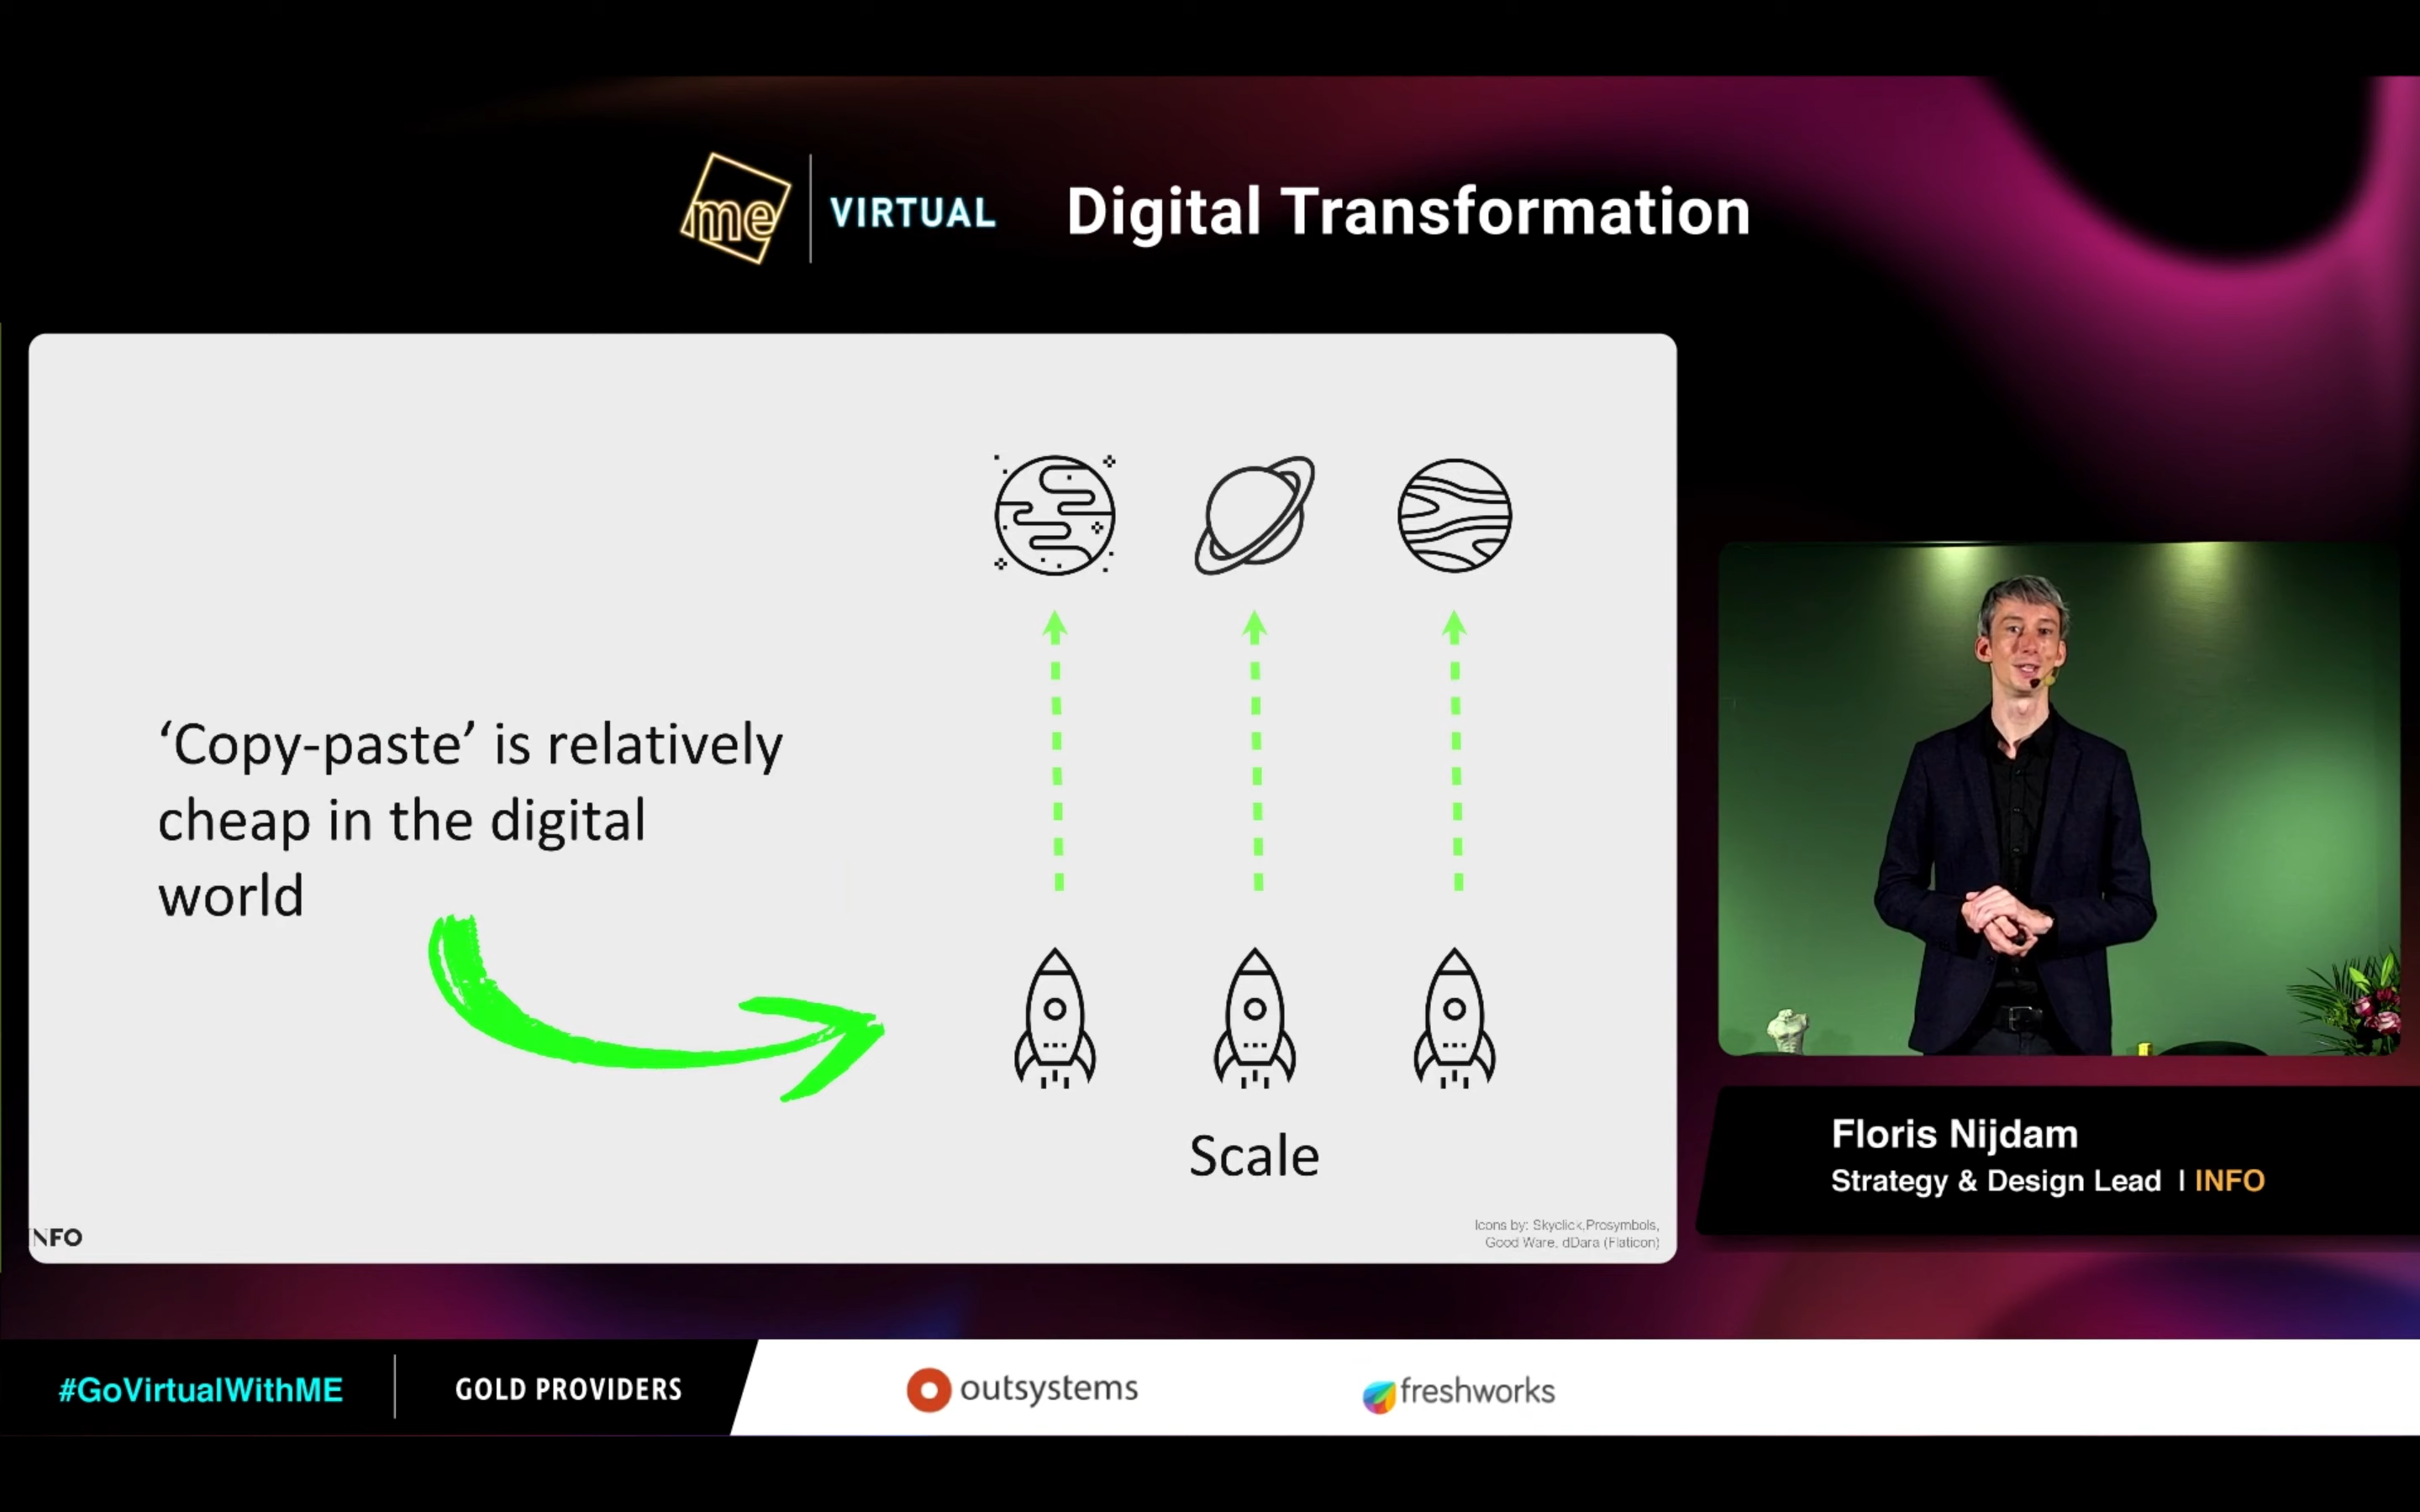 me
VIRTUAL
Digital Transformation
‘Copy-paste’ is relatively
cheap in the digital
world
Scale
NFO
Icons by: Skyclick,Prosymbols,
Good Ware, dDara (Flaticon)
Floris Nijdam
Strategy & Design Lead | INFO
#GoVirtualWithME
GOLD PROVIDERS
outsystems
freshworks